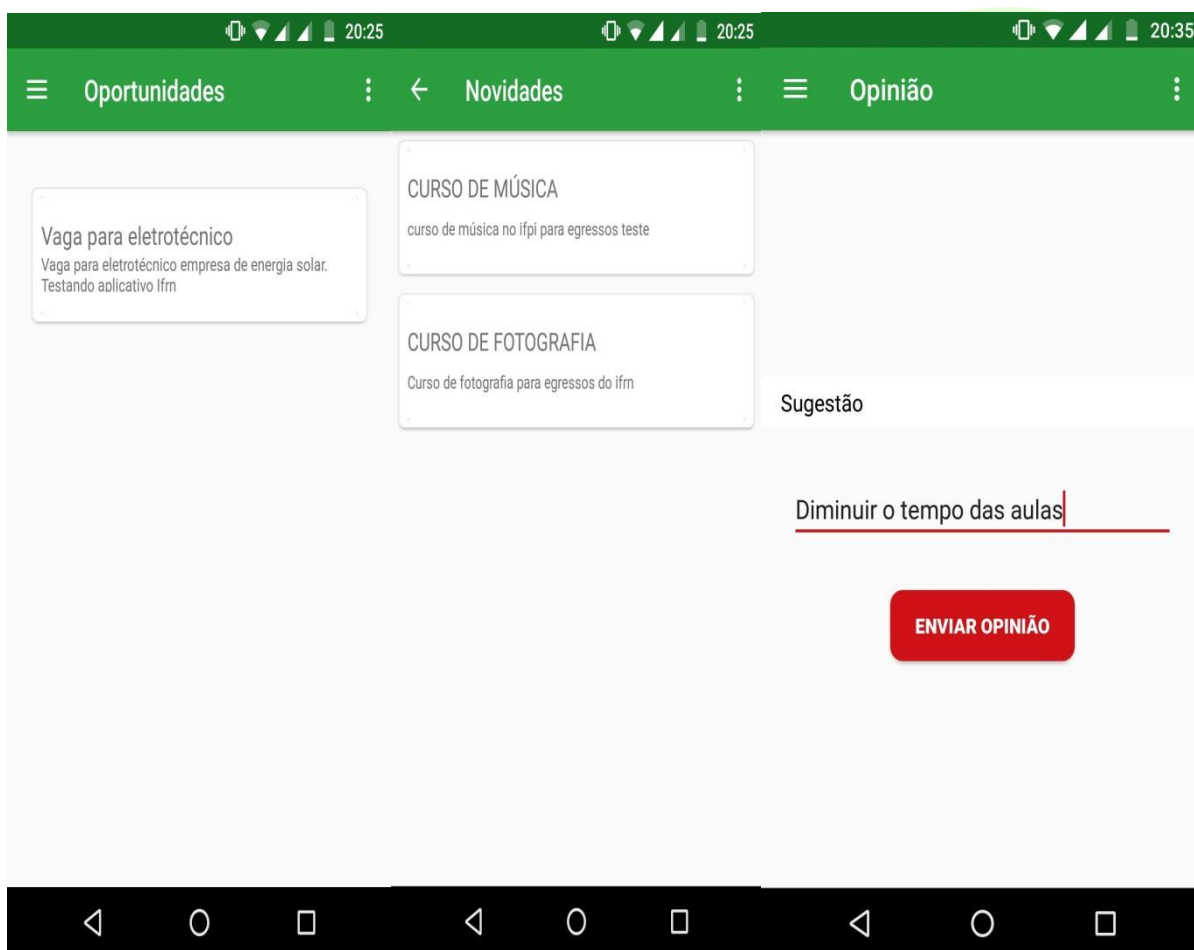 20:25
Oportunidades
Vaga para eletrotécnico
Vaga para eletrotécnico empresa de energia solar.
Testando aplicativo Ifrn
20:25
Novidades
CURSO DE MÚSICA
curso de música no ifpi para egressos teste
CURSO DE FOTOGRAFIA
Curso de fotografia para egressos do ifrn
20:35
Opinião
Sugestão
Diminuir o tempo das aulas
ENVIAR OPINIÃO